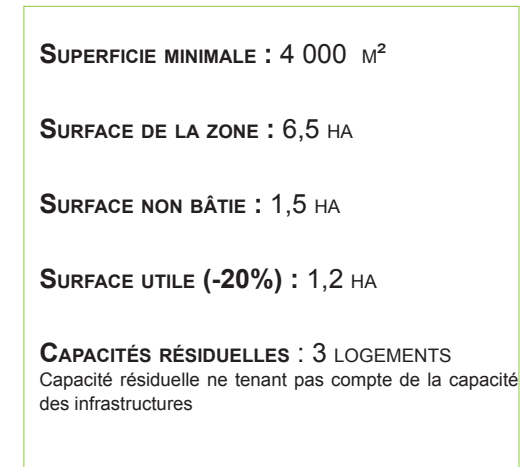 Superficie minimale : 4 000 m²
Surface de la zone : 6,5 ha
Surface non bâtie : 1,5 ha
Surface utile (-20%) : 1,2 ha
Capacités résiduelles : 3 logements
Capacité résiduelle ne tenant pas compte de la capacité
des infrastructures